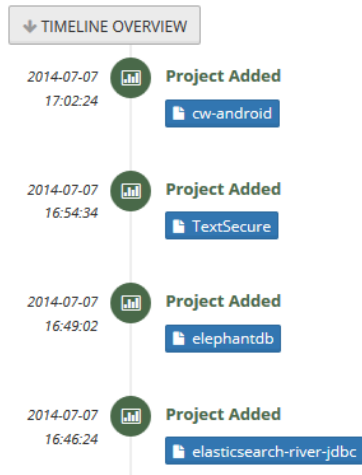 TIMELINE OVERVIEW
2014-07-07
17:02:24
Project Added
cw-android
2014-07-07
16:54:34
Project Added
TextSecure
2014-07-07
16:49:02
Project Added
elephantdb
2014-07-07
16:46:24
Project Added
elasticsearch-river-jdbc